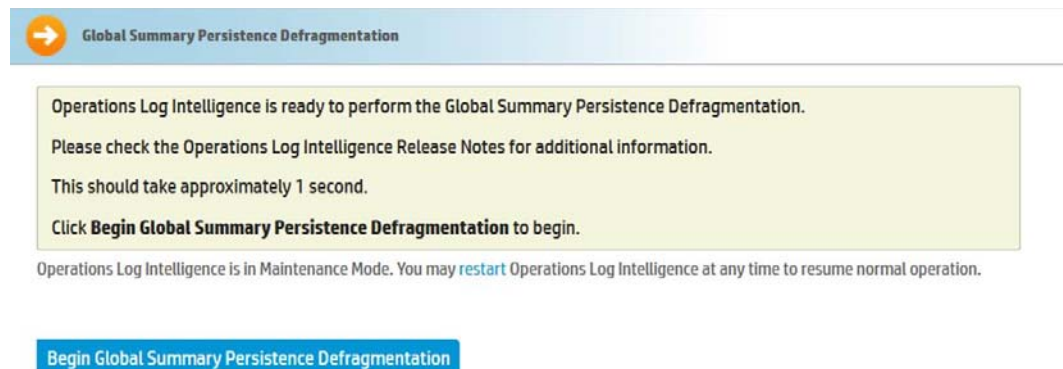 Global Summary Persistence Defragmentation
Operations Log Intelligence is ready to perform the Global Summary Persistence Defragmentation.
Please check the Operations Log Intelligence Release Notes for additional information.
This should take approximately 1 second.
Click Begin Global Summary Persistence Defragmentation to begin.
Operations Log Intelligence is in Maintenance Mode. You may restart Operations Log Intelligence at any time to resume normal operation.
Begin Global Summary Persistence Defragmentation